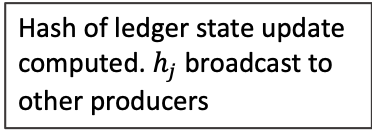 Hash of ledger state update
computed. $h_j$ broadcast to
other producers